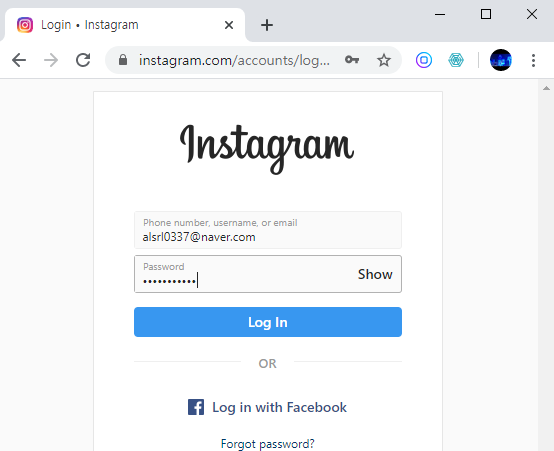 Login • Instagram
instagram.com/accounts/log...
Instagram
Phone number, username, or email
alsrl0337@naver.com
Password
•••••••••••
Show
Log In
OR
Log in with Facebook
Forgot password?